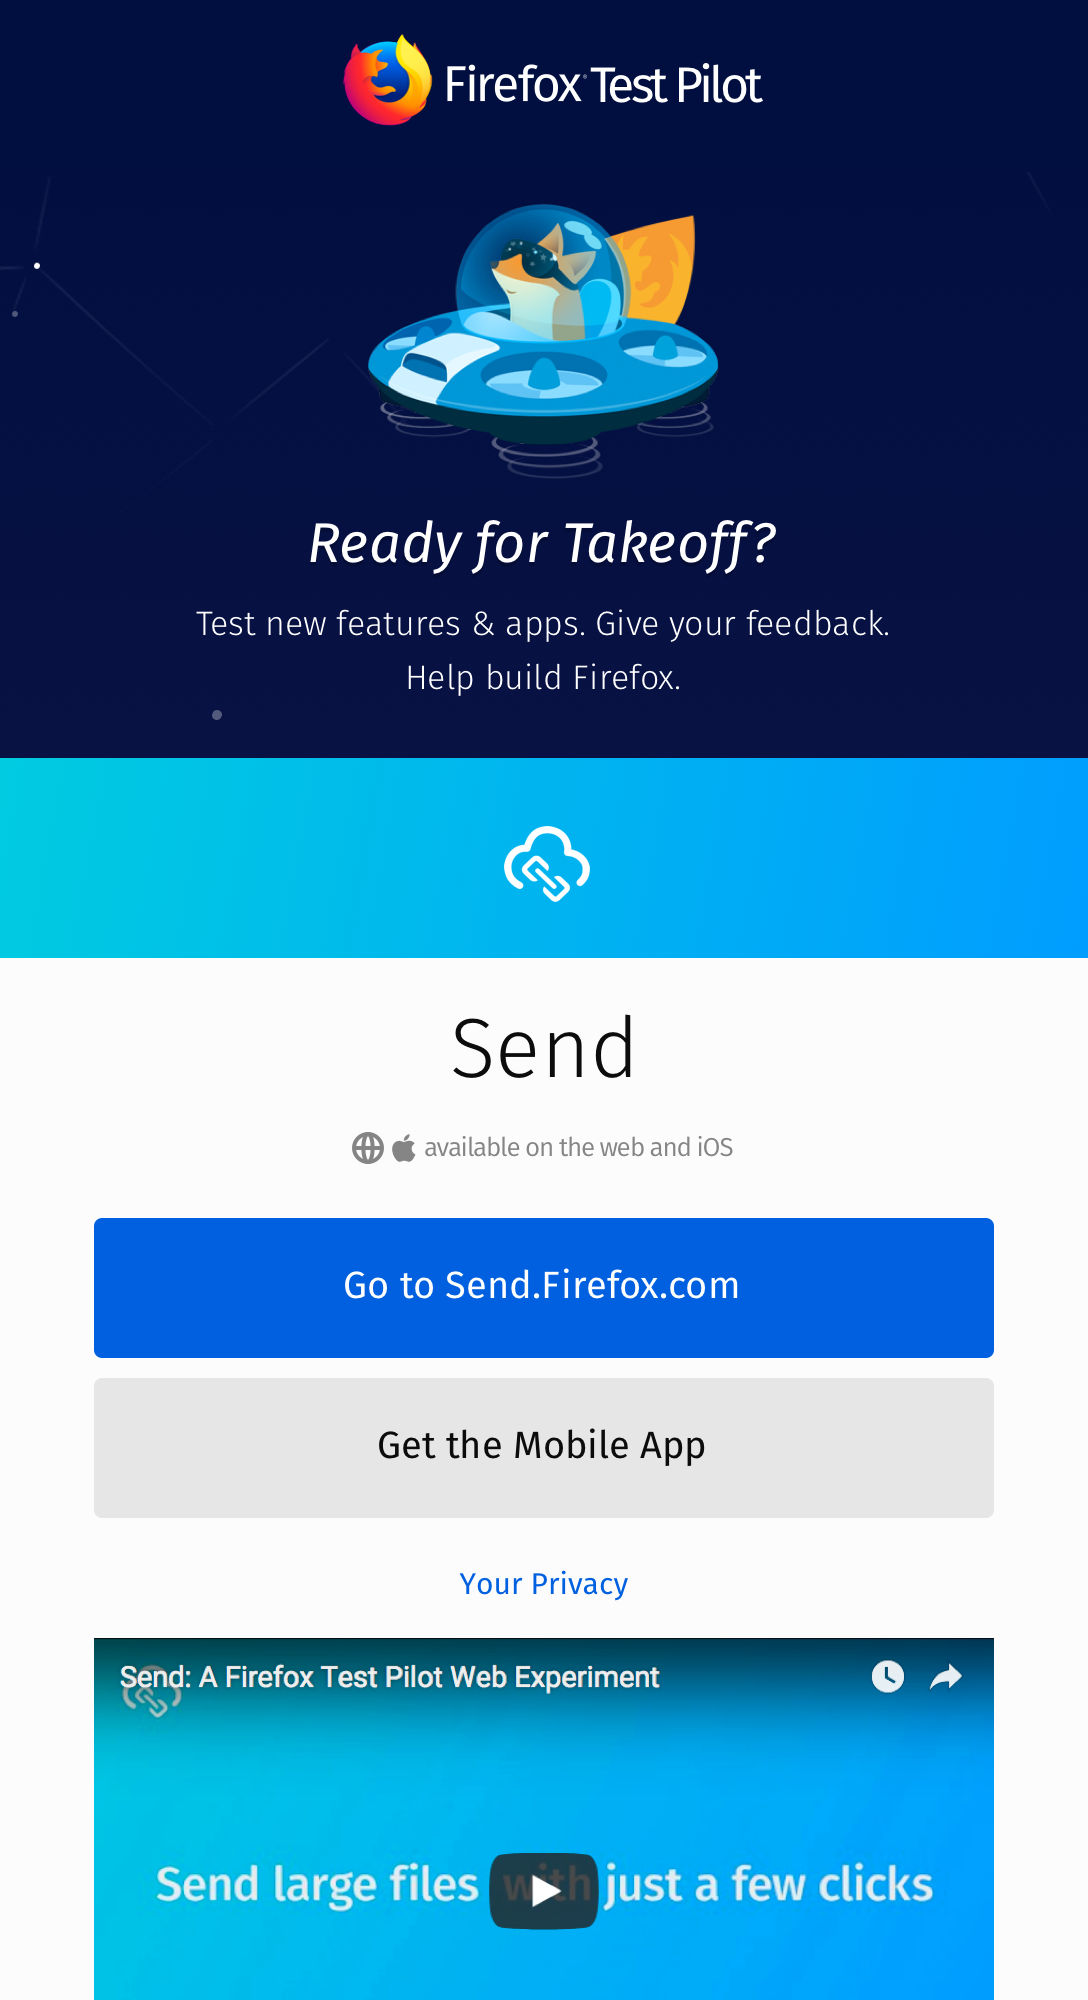 Firefox Test Pilot
Ready for Takeoff?
Test new features & apps. Give your feedback.
Help build Firefox.
Send
available on the web and iOS
Go to Send.Firefox.com
Get the Mobile App
Your Privacy
Send: A Firefox Test Pilot Web Experiment
Send large files with just a few clicks